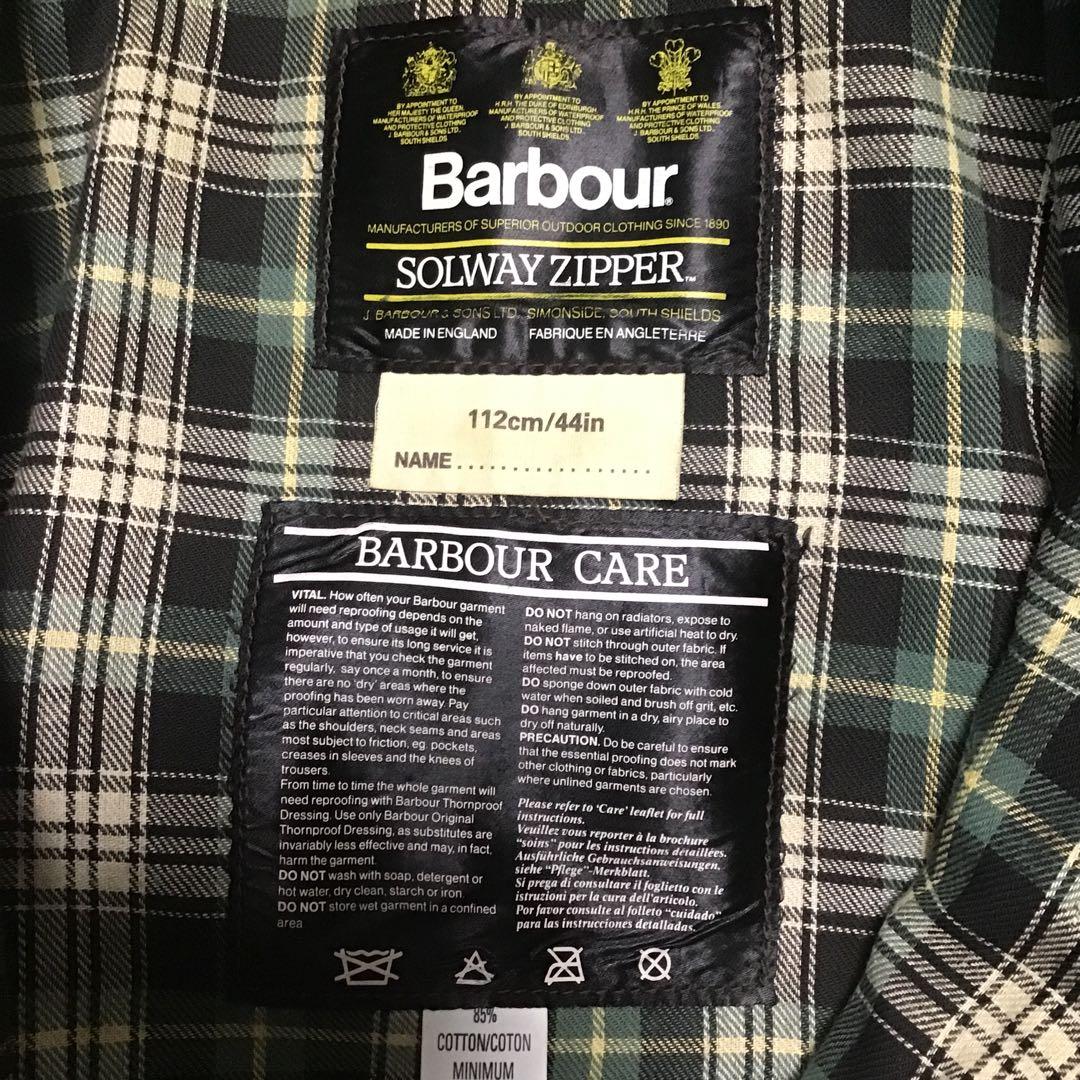 BY APPOINTMENT TO
HER MAJESTY THE QUEEN
MANUFACTURERS OF WATERPROOF
AND PROTECTIVE CLOTHING
J. BARBOUR & SONS LTD.
SOUTH SHIELDS
BY APPOINTMENT TO
H.R.H. THE DUKE OF EDINBURGH
MANUFACTURERS OF WATERPROOF
AND PROTECTIVE CLOTHING
J. BARBOUR & SONS LTD.
SOUTH SHIELDS
BY APPOINTMENT TO
H.R.H. THE PRINCE OF WALES
MANUFACTURERS OF WATERPROOF
AND PROTECTIVE CLOTHING
J. BARBOUR & SONS LTD.
SOUTH SHIELDS
Barbour®
MANUFACTURERS OF SUPERIOR OUTDOOR CLOTHING SINCE 1890
SOLWAY ZIPPER™
J. BARBOUR & SONS LTD. SIMONSIDE, SOUTH SHIELDS
MADE IN ENGLAND FABRIQUE EN ANGLETERRE
112cm/44in
NAME.................
BARBOUR CARE
VITAL. How often your Barbour garment
will need reproofing depends on the
amount and type of usage it will get,
however, to ensure its long service it is
imperative that you check the garment
regularly, say once a month, to ensure
there are no 'dry' areas where the
proofing has been worn away. Pay
particular attention to critical areas such
as the shoulders, neck seams and areas
most subject to friction, eg. pockets,
creases in sleeves and the knees of
trousers.
From time to time the whole garment will
need reproofing with Barbour Thornproof
Dressing. Use only Barbour Original
Thornproof Dressing, as substitutes are
invariably less effective and may, in fact,
harm the garment.
DO NOT wash with soap, detergent or
hot water, dry clean, starch or iron
DO NOT store wet garment in a confined
area
DO NOT hang on radiators, expose to
naked flame, or use artificial heat to dry.
DO NOT stitch through outer fabric. If
items have to be stitched on, the area
affected must be reproofed.
DO sponge down outer fabric with cold
water when soiled and brush off grit, etc.
DO hang garment in a dry, airy place to
dry off naturally.
PRECAUTION. Do be careful to ensure
that the essential proofing does not mark
other clothing or fabrics, particularly
where unlined garments are chosen.
Please refer to 'Care' leaflet for full
instructions.
Veuillez vous reporter à la brochure
"soins" pour les instructions détaillées.
Ausführliche Gebrauchsanweisungen,
siehe "Pflege"-Merkblatt.
Si prega di consultare il foglietto con le
istruzioni per la cura dell'articolo.
Por favor consulte al folleto "cuidado"
para las instrucciones detalladas.
85%
COTTON/COTON
MINIMUM